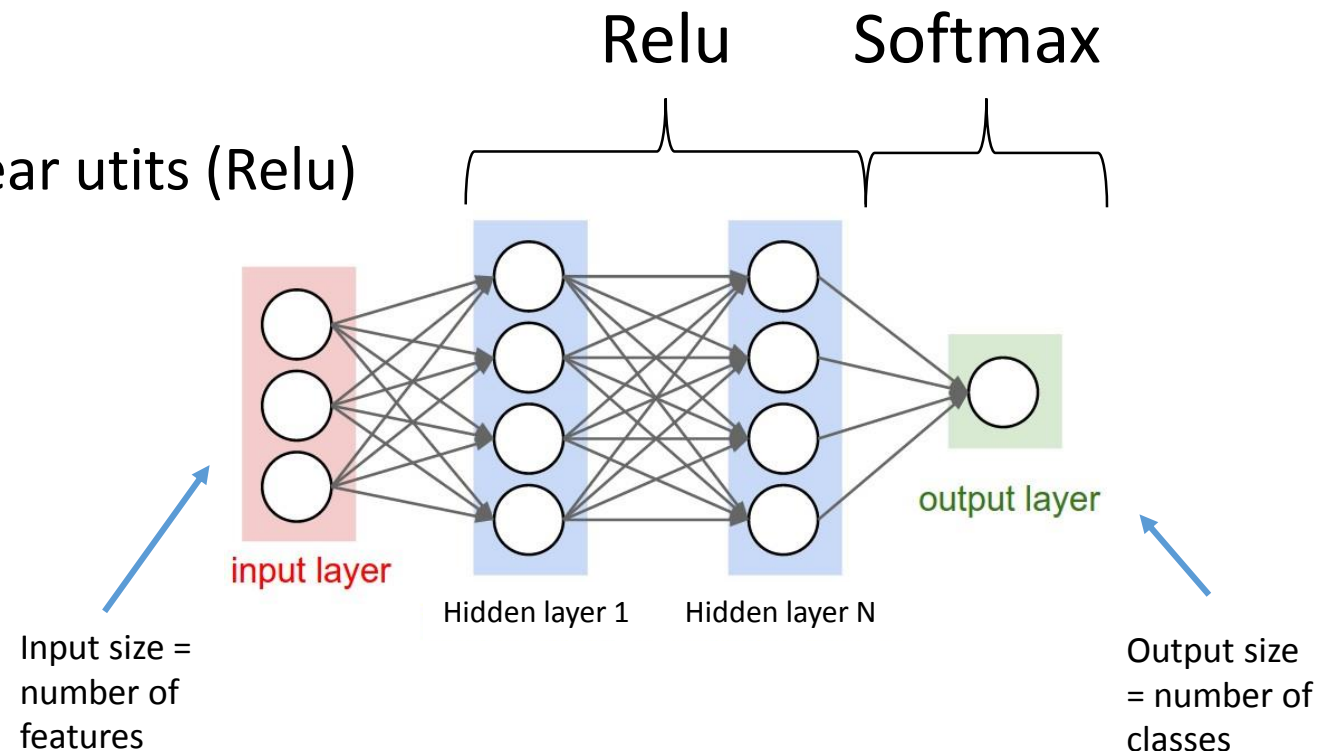 Relu Softmax
ear utits (Relu)
output layer
input layer
Hidden layer 1 Hidden layer N
Input size =
number of
features
Output size
= number of
classes